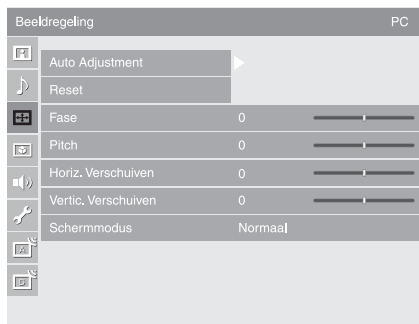 Beeldregeling PC
Auto Adjustment
Reset
Fase 0
Pitch 0
Horiz. Verschuiven 0
Vertic. Verschuiven 0
Schermmodus Normaal